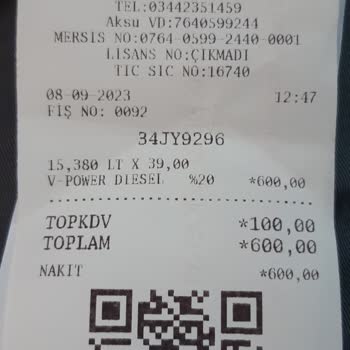 TEL:03442351459
Aksu VD:7640599244
MERSIS NO:0764-0599-2440-0001
LISANS NO:ÇIKMADI
TIC SIC NO:16740
08-09-2023 12:47
FİŞ NO: 0092
34JY9296
15,380 LT X 39,00
V-POWER DIESEL %20 *600,00
TOPKDV *100,00
TOPLAM *600,00
NAKIT *600,00